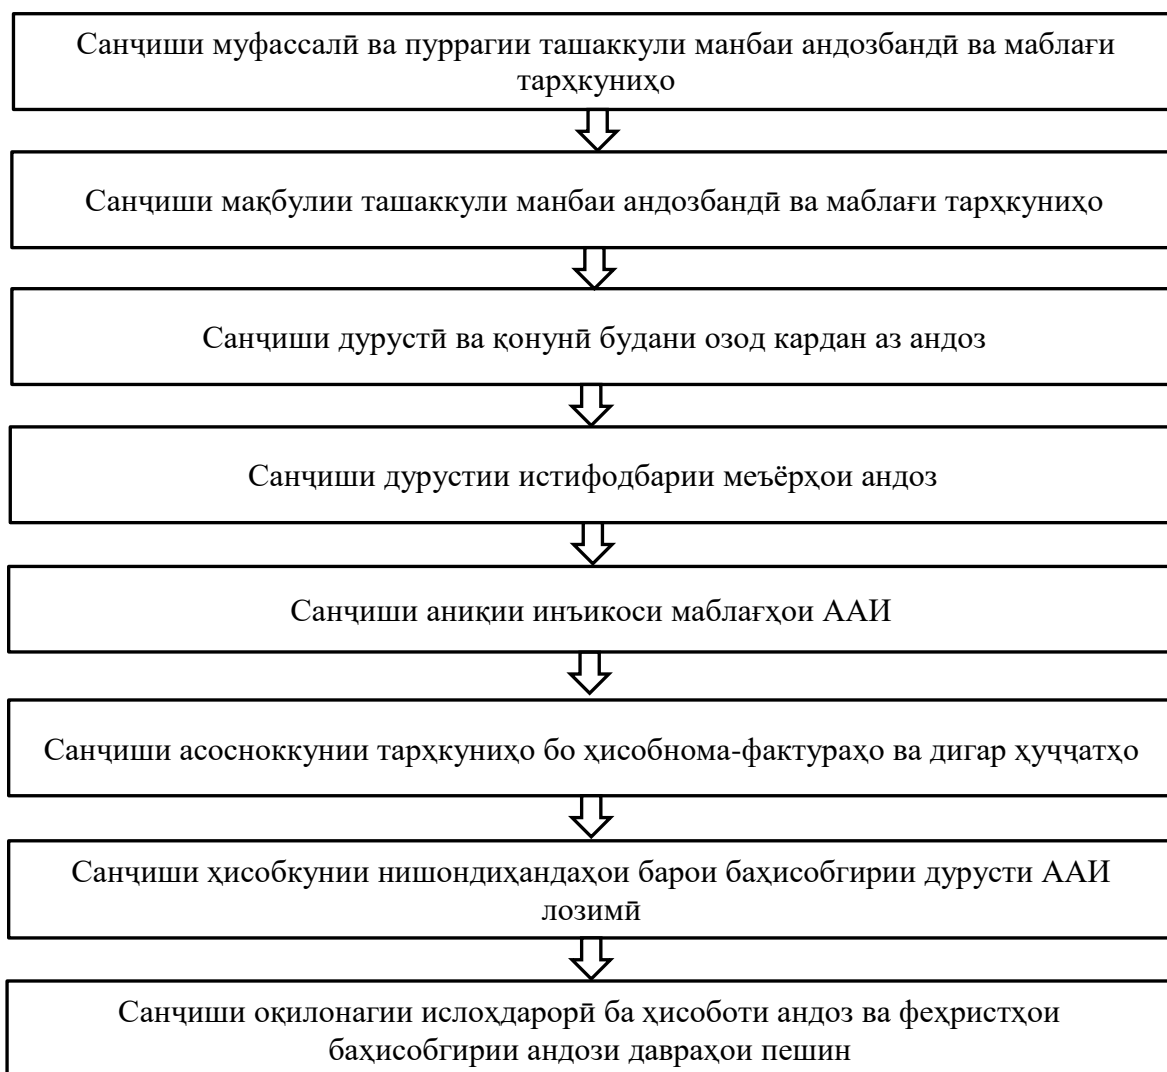 Санҷиши муфассалӣ ва пуррагии ташаккули манбаи андозбандӣ ва маблағи
тарҳкуниҳо
Санҷиши мақбулии ташаккули манбаи андозбандӣ ва маблағи тарҳкуниҳо
Санҷиши дурустӣ ва қонунӣ будани озод кардан аз андоз
Санҷиши дурустии истифодбарии меъёрҳои андоз
Санҷиши аниқии инъикоси маблағҳои ААИ
Санҷиши асосноккунии тарҳкуниҳо бо ҳисобнома-фактураҳо ва дигар ҳуҷҷатҳо
Санҷиши ҳисобкунии нишондиҳандаҳои барои баҳисобгирии дурусти ААИ
лозимӣ
Санҷиши оқилонагии ислоҳдарорӣ ба ҳисоботи андоз ва феҳристҳои
баҳисобгирии андози давраҳои пешин